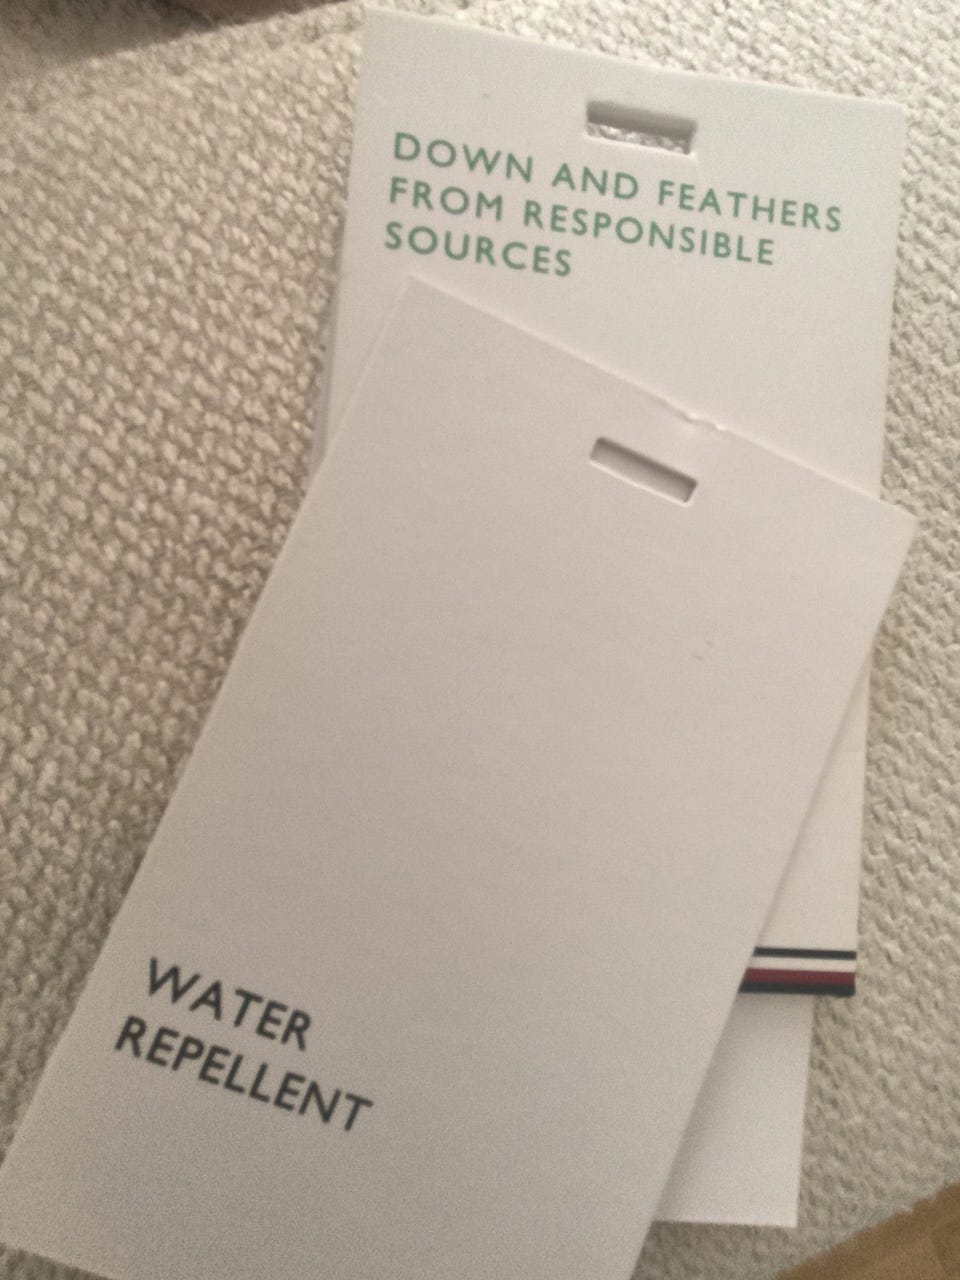 DOWN AND FEATHERS
FROM RESPONSIBLE
SOURCES
WATER
REPELLENT